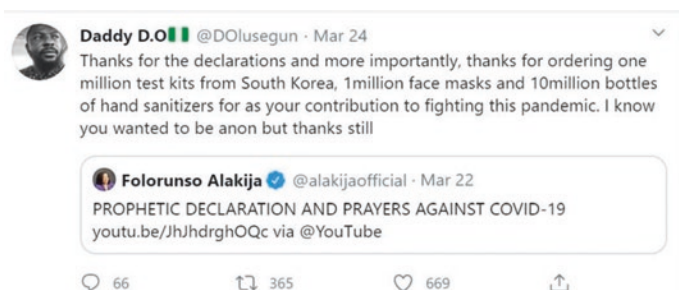 Daddy D.O🇳🇬 @DOlusegun · Mar 24
Thanks for the declarations and more importantly, thanks for ordering one
million test kits from South Korea, 1million face masks and 10million bottles
of hand sanitizers for as your contribution to fighting this pandemic. I know
you wanted to be anon but thanks still
Folorunso Alakija @alakijaofficial · Mar 22
PROPHETIC DECLARATION AND PRAYERS AGAINST COVID-19
youtu.be/JhJhdrghOQc via @YouTube
66 365 669